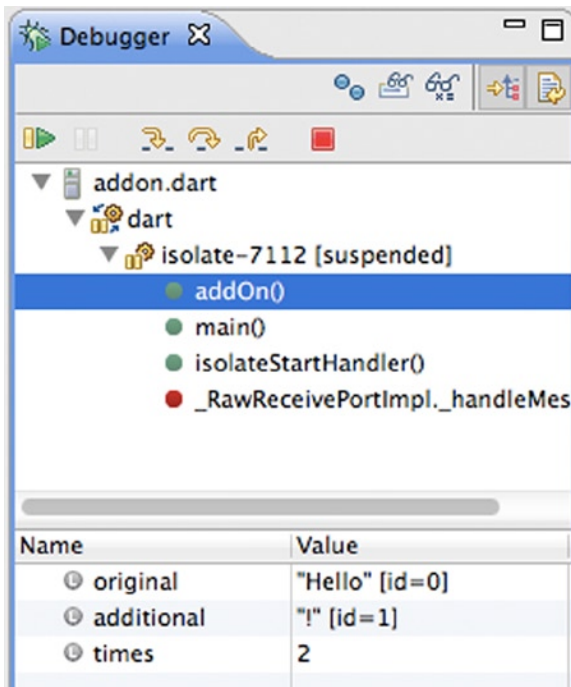 Debugger
addon.dart
dart
isolate-7112 [suspended]
addOn()
main()
isolateStartHandler()
_RawReceivePortImpl._handleMes
Name Value
original "Hello" [id=0]
additional "!" [id=1]
times 2